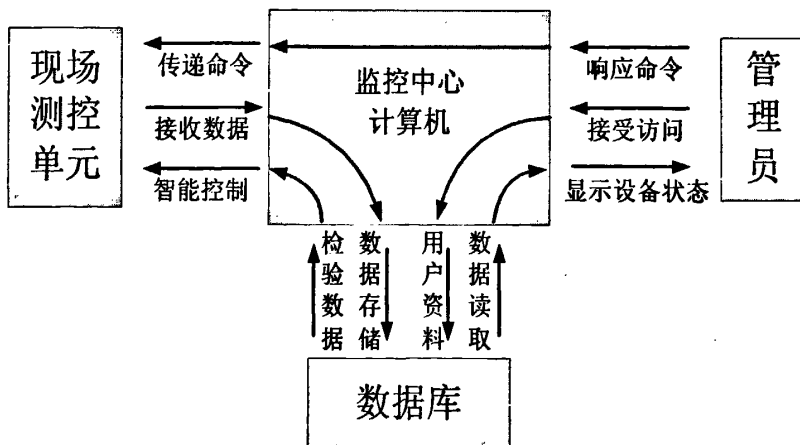 现场
测控
单元
传递命令
接收数据
智能控制
监控中心
计算机
响应命令
接受访问
显示设备状态
管
理
员
检验数据
数据存储
用户资料
数据读取
数据库